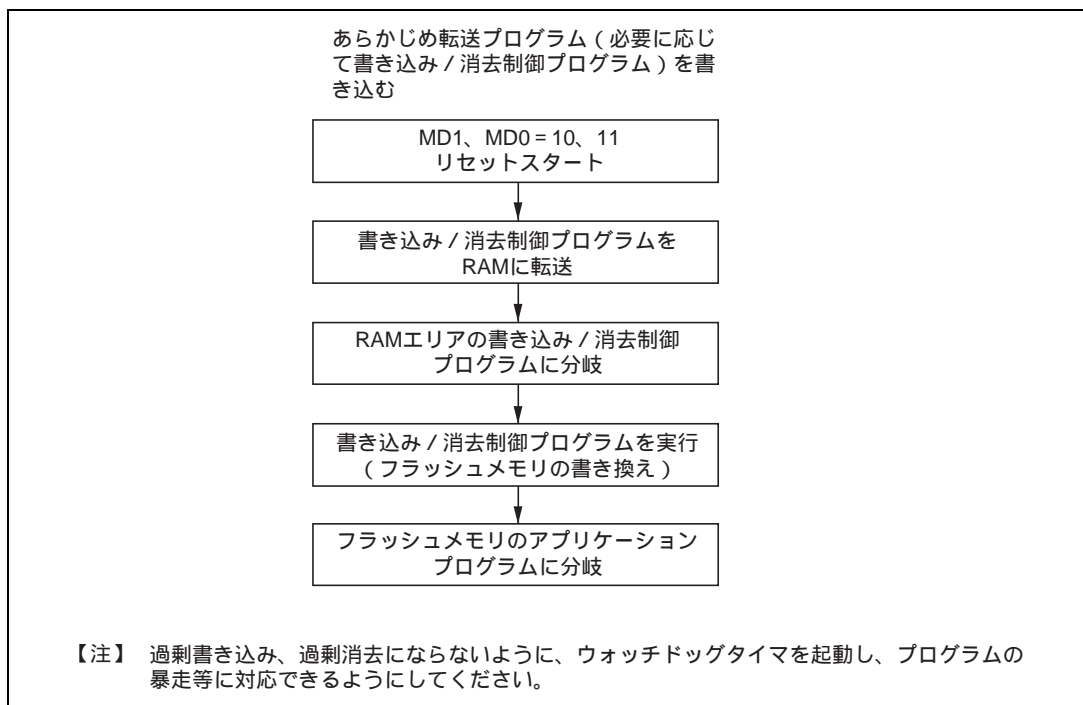 あらかじめ転送プログラム（必要に応じ
て書き込み / 消去制御プログラム）を書
き込む
MD1、MD0 = 10、11
リセットスタート
書き込み / 消去制御プログラムを
RAMに転送
RAMエリアの書き込み / 消去制御
プログラムに分岐
書き込み / 消去制御プログラムを実行
（フラッシュメモリの書き換え）
フラッシュメモリのアプリケーション
プログラムに分岐
【注】 過剰書き込み、過剰消去にならないように、ウォッチドッグタイマを起動し、プログラムの
暴走等に対応できるようにしてください。